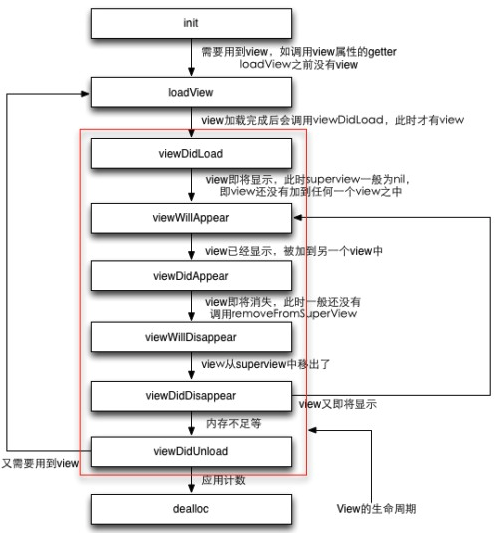 init
需要用到view，如调用view属性的getter
loadView之前没有view
loadView
view加载完成后会调用viewDidLoad，此时才有view
viewDidLoad
view即将显示，此时superview一般为nil，
即view还没有加到任何一个view之中
viewWillAppear
view已经显示，被加到另一个view中
viewDidAppear
view即将消失，此时一般还没有
调用removeFromSuperView
viewWillDisappear
view从superview中移出了
viewDidDisappear
view又即将显示
内存不足等
viewDidUnload
又需要用到view
应用计数
dealloc
View的生命周期